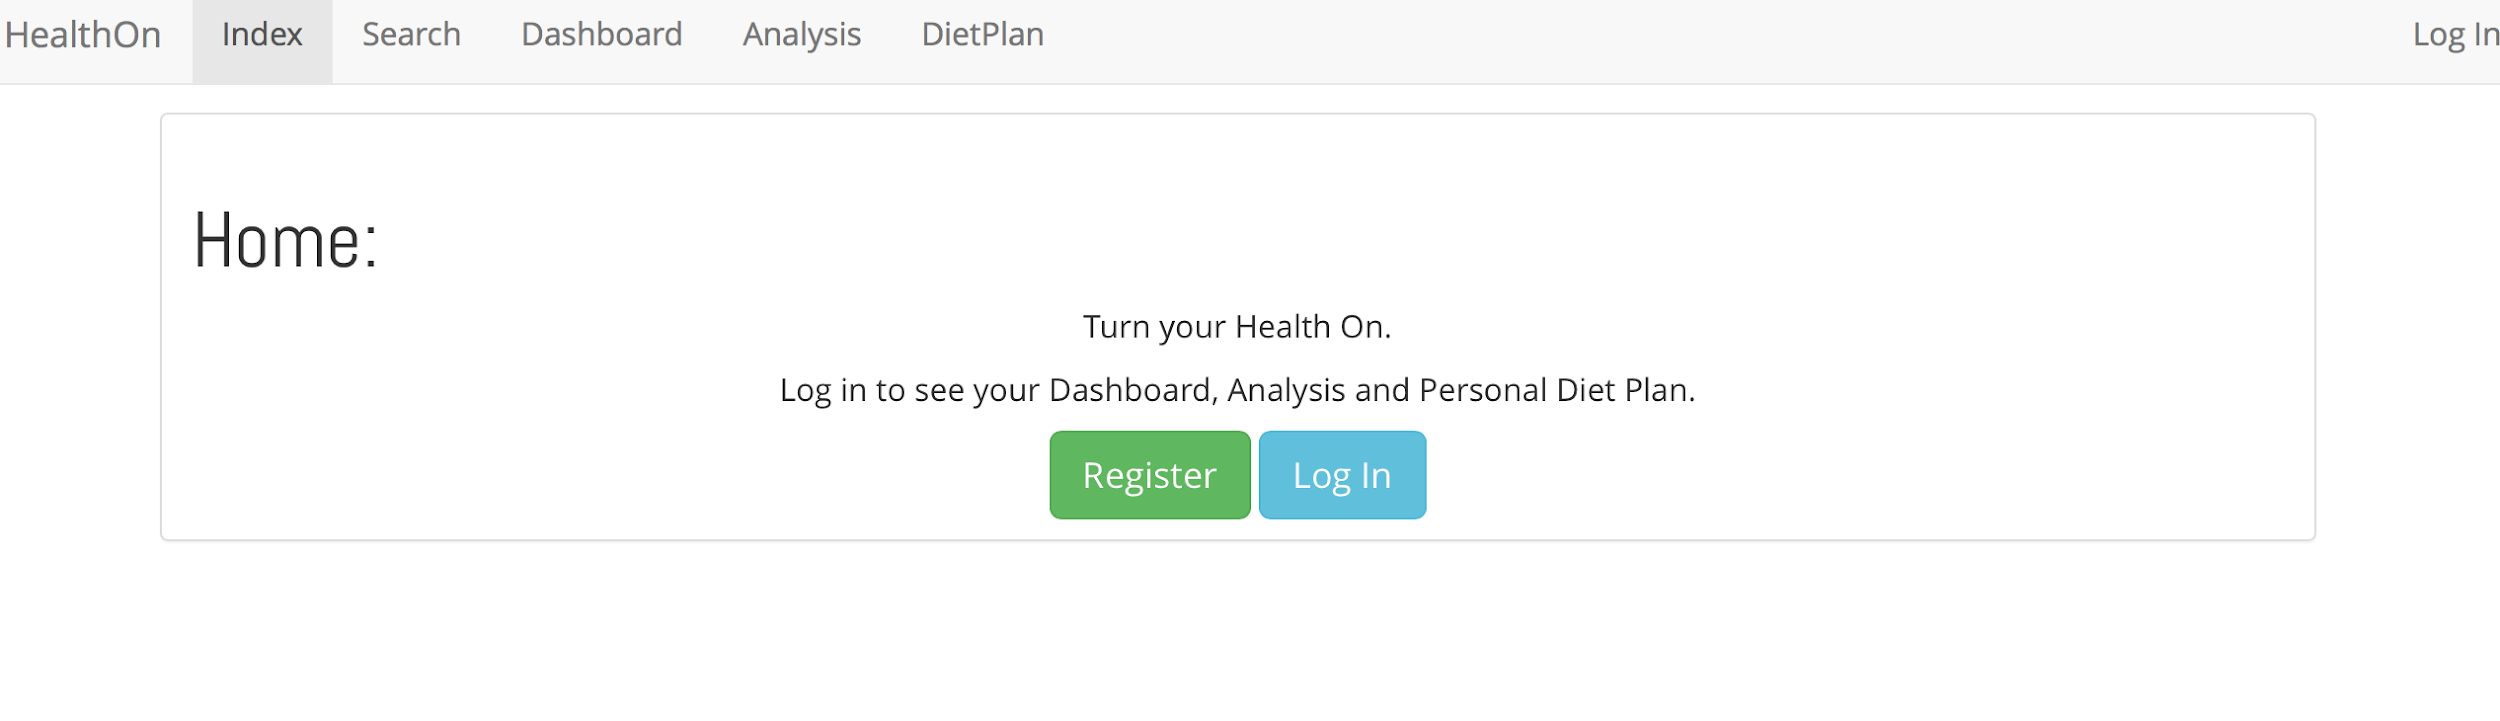 HealthOn Index Search Dashboard Analysis DietPlan Log In
Home:
Turn your Health On.
Log in to see your Dashboard, Analysis and Personal Diet Plan.
Register Log In